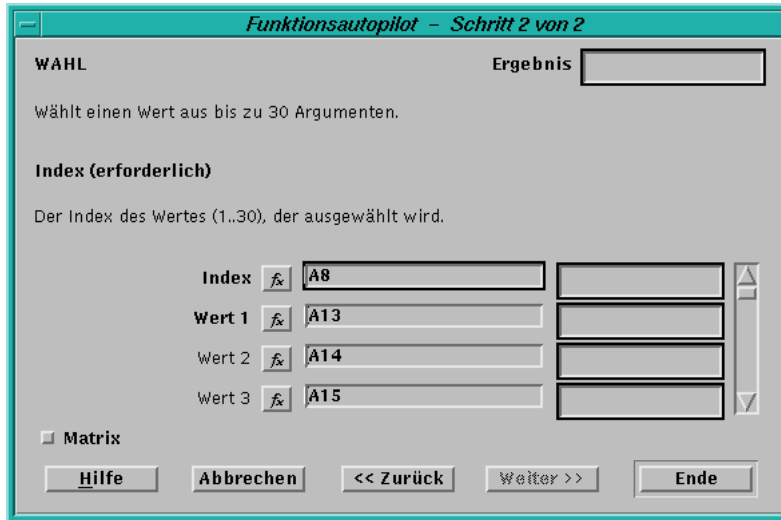 Funktionsautopilot – Schritt 2 von 2
WAHL Ergebnis
Wählt einen Wert aus bis zu 30 Argumenten.
Index (erforderlich)
Der Index des Wertes (1..30), der ausgewählt wird.
Index fx A8
Wert 1 fx A13
Wert 2 fx A14
Wert 3 fx A15
Matrix
Hilfe Abbrechen << Zurück Weiter >> Ende